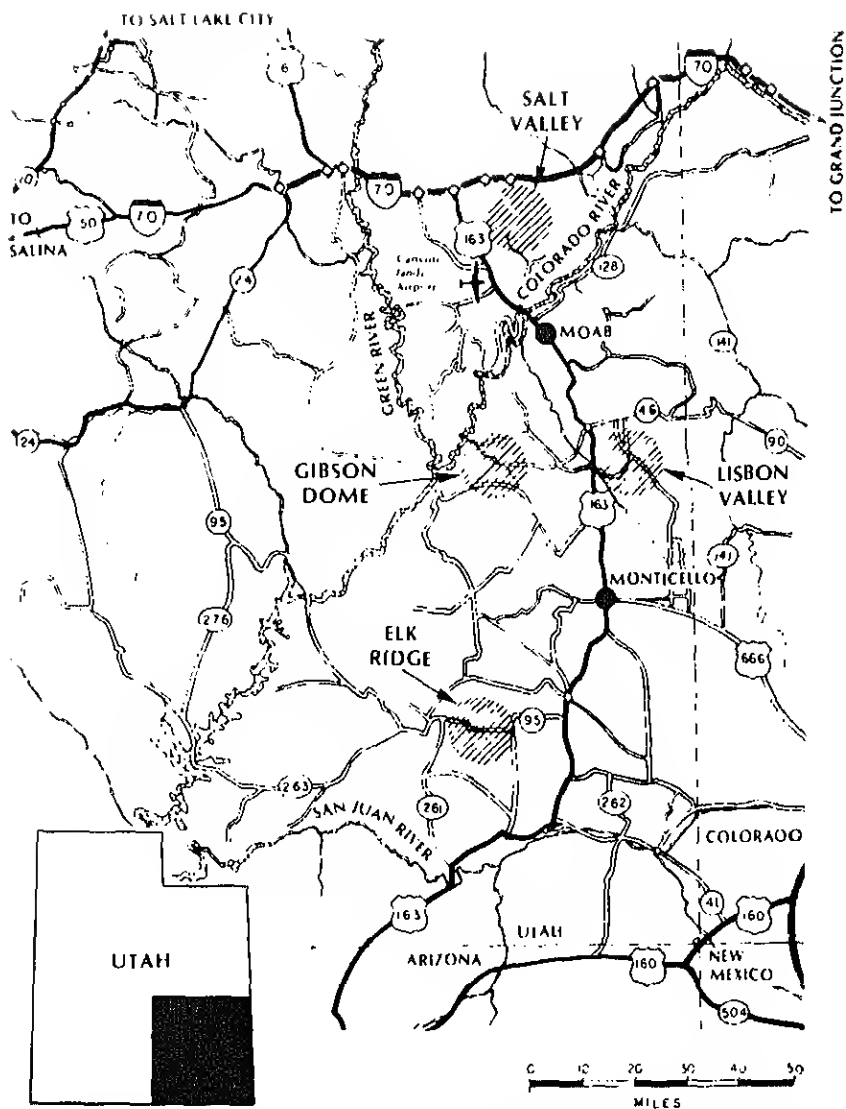 TO SALT LAKE CITY
6
70
TO GRAND JUNCTION
SALT
VALLEY
70
TO
SALINA
50
70
163
COLORADO RIVER
128
24
Airport
MOAB
GREEN RIVER
141
46
24
90
GIBSON
DOME
LISBON
VALLEY
95
163
141
MONTICELLO
276
ELK
RIDGE
666
95
263
261
262
SAN JUAN RIVER
COLORADO
41
163
UTAH
160
UTAH
ARIZONA
160
NEW
MEXICO
504
0 10 20 30 40 50
MILES